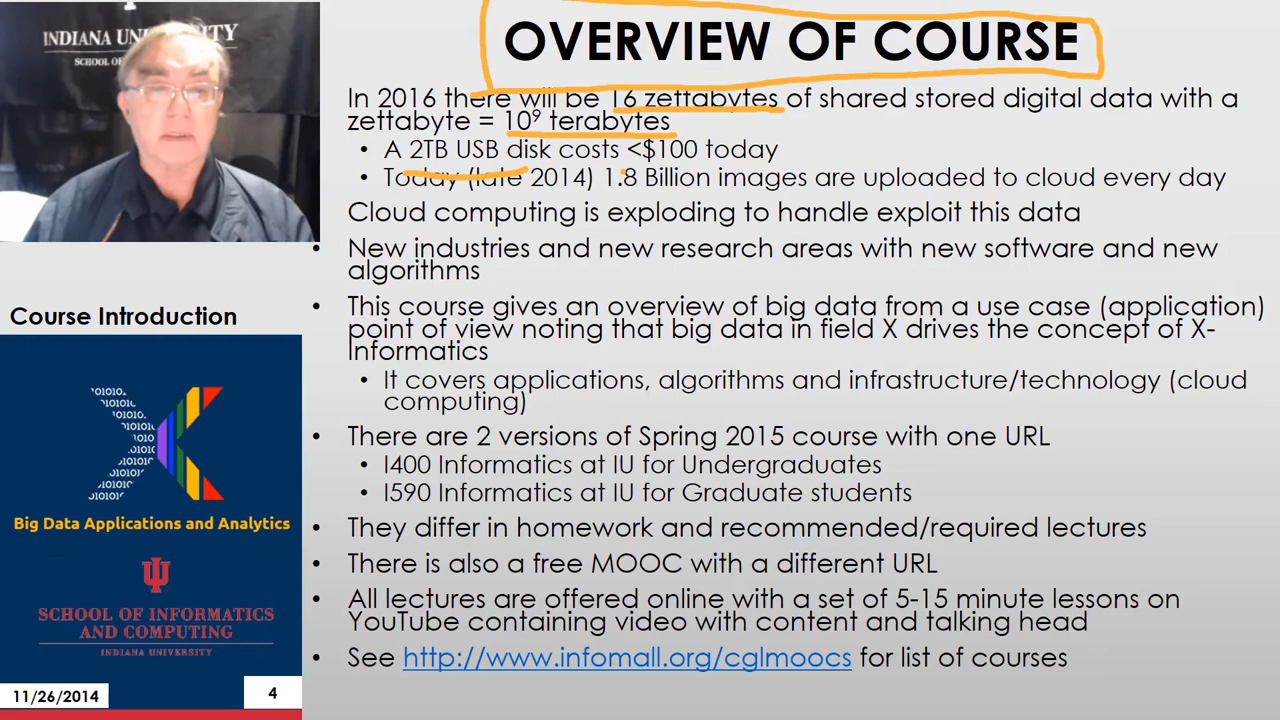 INDIANA UNIVERSITY
SCHOOL OF
OVERVIEW OF COURSE
In 2016 there will be 16 zettabytes of shared stored digital data with a
zettabyte = 10⁹ terabytes
• A 2TB USB disk costs <$100 today
• Today (late 2014) 1.8 Billion images are uploaded to cloud every day
Cloud computing is exploding to handle exploit this data
• New industries and new research areas with new software and new
algorithms
• This course gives an overview of big data from a use case (application)
point of view noting that big data in field X drives the concept of X-
Informatics
• It covers applications, algorithms and infrastructure/technology (cloud
computing)
• There are 2 versions of Spring 2015 course with one URL
• I400 Informatics at IU for Undergraduates
• I590 Informatics at IU for Graduate students
• They differ in homework and recommended/required lectures
• There is also a free MOOC with a different URL
• All lectures are offered online with a set of 5-15 minute lessons on
YouTube containing video with content and talking head
• See http://www.infomall.org/cglmoocs for list of courses
Course Introduction
Big Data Applications and Analytics
SCHOOL OF INFORMATICS
AND COMPUTING
INDIANA UNIVERSITY
11/26/2014
4